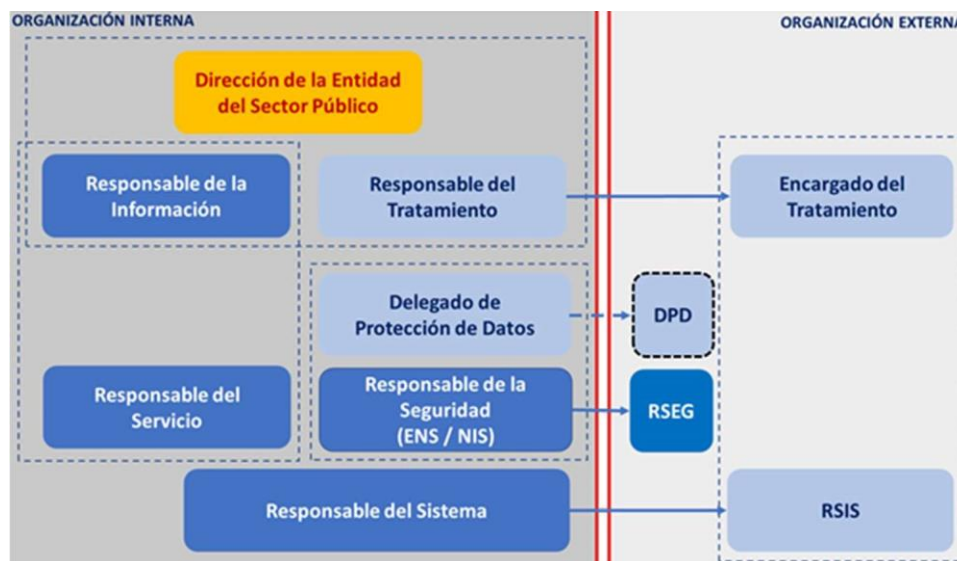 ORGANIZACIÓN INTERNA
ORGANIZACIÓN EXTERNA
Dirección de la Entidad
del Sector Público
Responsable de la
Información
Responsable del
Tratamiento
Encargado del
Tratamiento
Delegado de
Protección de Datos
DPD
Responsable del
Servicio
Responsable de la
Seguridad
(ENS / NIS)
RSEG
Responsable del Sistema
RSIS